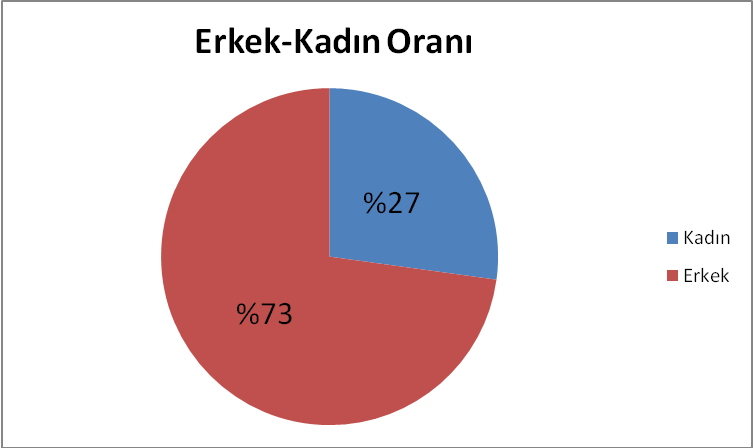 Erkek-Kadın Oranı
%27
%73
Kadın
Erkek